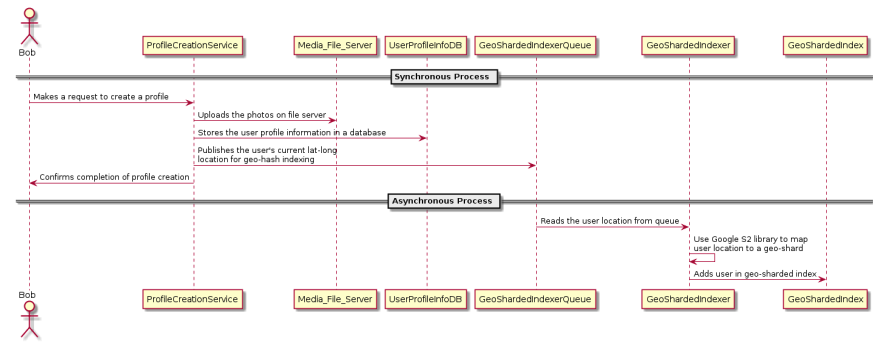 Bob
ProfileCreationService
Media_File_Server
UserProfileInfoDB
GeoShardedIndexerQueue
GeoShardedIndexer
GeoShardedIndex
Synchronous Process
Makes a request to create a profile
Uploads the photos on file server
Stores the user profile information in a database
Publishes the user's current lat-long
location for geo-hash indexing
Confirms completion of profile creation
Asynchronous Process
Reads the user location from queue
Use Google S2 library to map
user location to a geo-shard
Adds user in geo-sharded index
Bob
ProfileCreationService
Media_File_Server
UserProfileInfoDB
GeoShardedIndexerQueue
GeoShardedIndexer
GeoShardedIndex